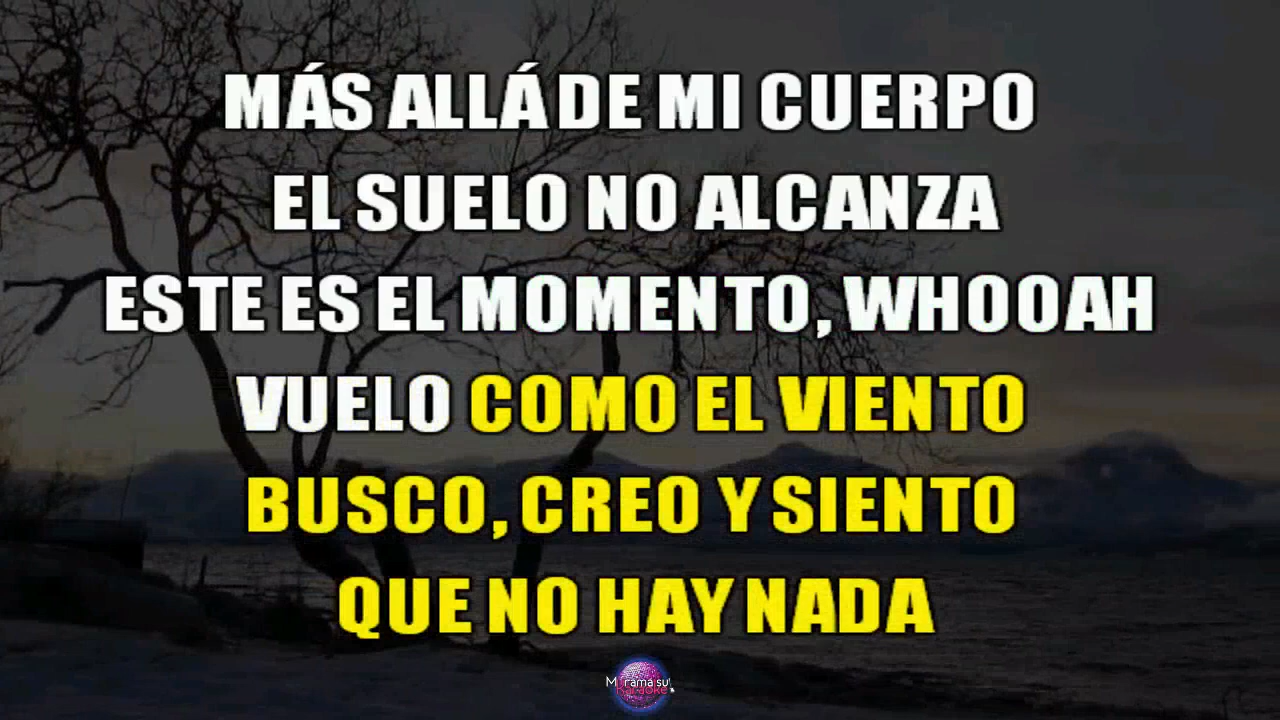 MÁS ALLÁ DE MI CUERPO
EL SUELO NO ALCANZA
ESTE ES EL MOMENTO, WHOOAH
VUELO COMO EL VIENTO
BUSCO, CREO Y SIENTO
QUE NO HAY NADA
Karaoke